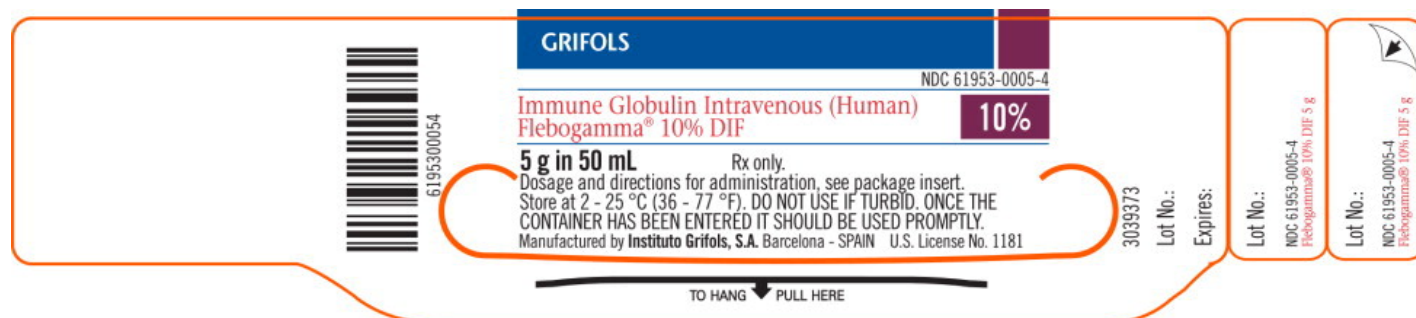 GRIFOLS
NDC 61953-0005-4
Immune Globulin Intravenous (Human)
Flebogamma® 10% DIF
10%
5 g in 50 mL Rx only.
Dosage and directions for administration, see package insert.
Store at 2 - 25 °C (36 - 77 °F). DO NOT USE IF TURBID. ONCE THE
CONTAINER HAS BEEN ENTERED IT SHOULD BE USED PROMPTLY.
Manufactured by Instituto Grifols, S.A. Barcelona - SPAIN U.S. License No. 1181
TO HANG PULL HERE
6195300054
3039373
Lot No.:
Expires:
Lot No.:
NDC 61953-0005-4
Flebogamma® 10% DIF 5 g
Lot No.:
NDC 61953-0005-4
Flebogamma® 10% DIF 5 g